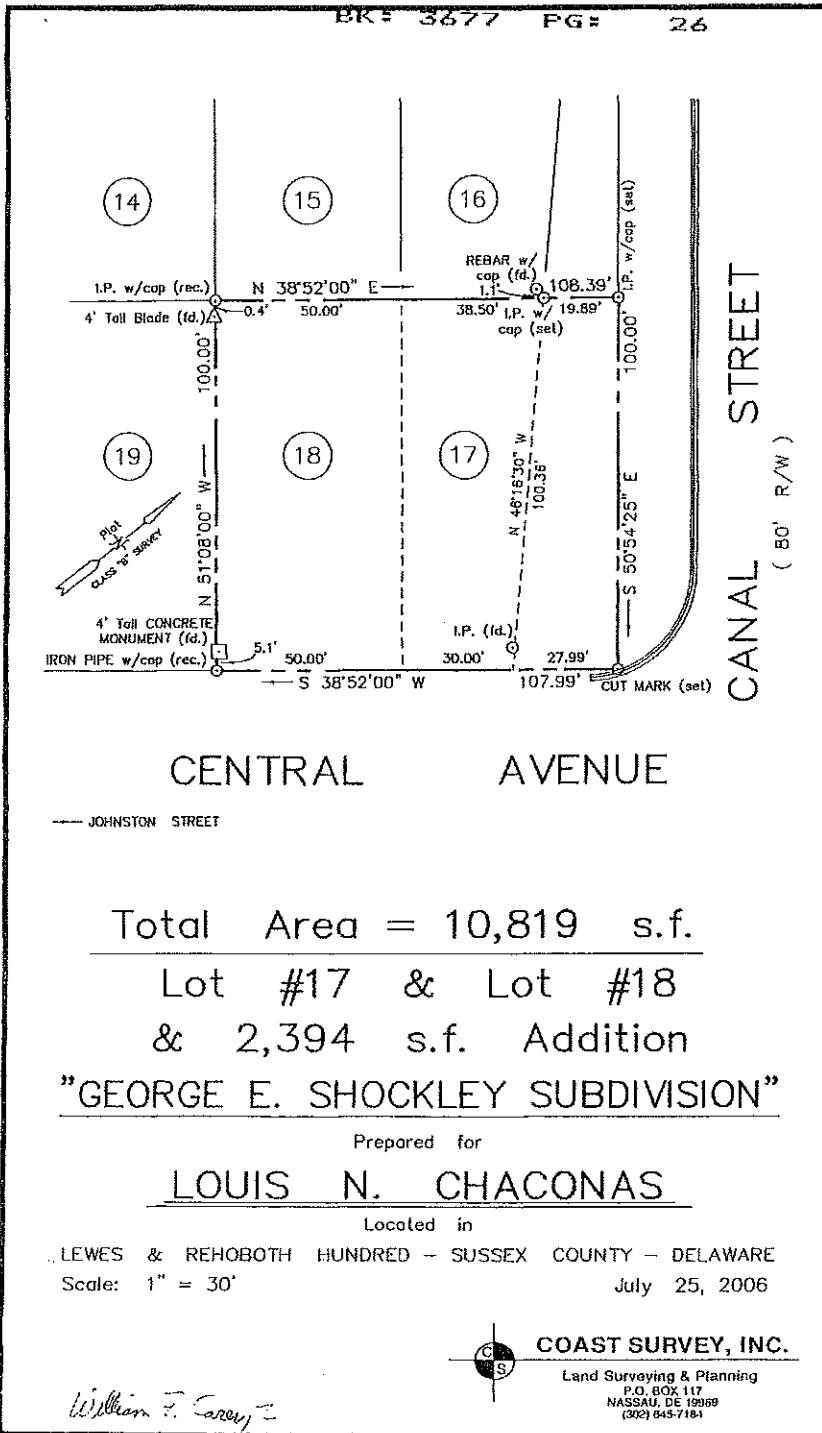 BK: 3677 PG: 26
14
15
16
I.P. w/cap (set)
REBAR w/
cap (fd.)
I.P. w/cap (rec.)
N 38°52'00" E
1.1'
108.39'
4' Tall Blade (fd.)
0.4'
50.00'
38.50'
I.P. w/
cap (set)
19.89'
100.00'
100.00'
19
18
17
N 46°16'30" W
100.36'
S 50°54'25" E
N 51°08'00" W
Plat
CLASS "B" SURVEY
CANAL STREET
( 80' R/W )
4' Tall CONCRETE
MONUMENT (fd.)
5.1'
I.P. (fd.)
IRON PIPE w/cap (rec.)
50.00'
30.00'
27.99'
S 38°52'00" W
107.99'
CUT MARK (set)
CENTRAL AVENUE
JOHNSTON STREET
Total Area = 10,819 s.f.
Lot #17 & Lot #18
& 2,394 s.f. Addition
"GEORGE E. SHOCKLEY SUBDIVISION"
Prepared for
LOUIS N. CHACONAS
Located in
LEWES & REHOBOTH HUNDRED - SUSSEX COUNTY - DELAWARE
Scale: 1" = 30'
July 25, 2006
C
S
COAST SURVEY, INC.
Land Surveying & Planning
P.O. BOX 117
NASSAU, DE 19969
(302) 645-7184
William F.